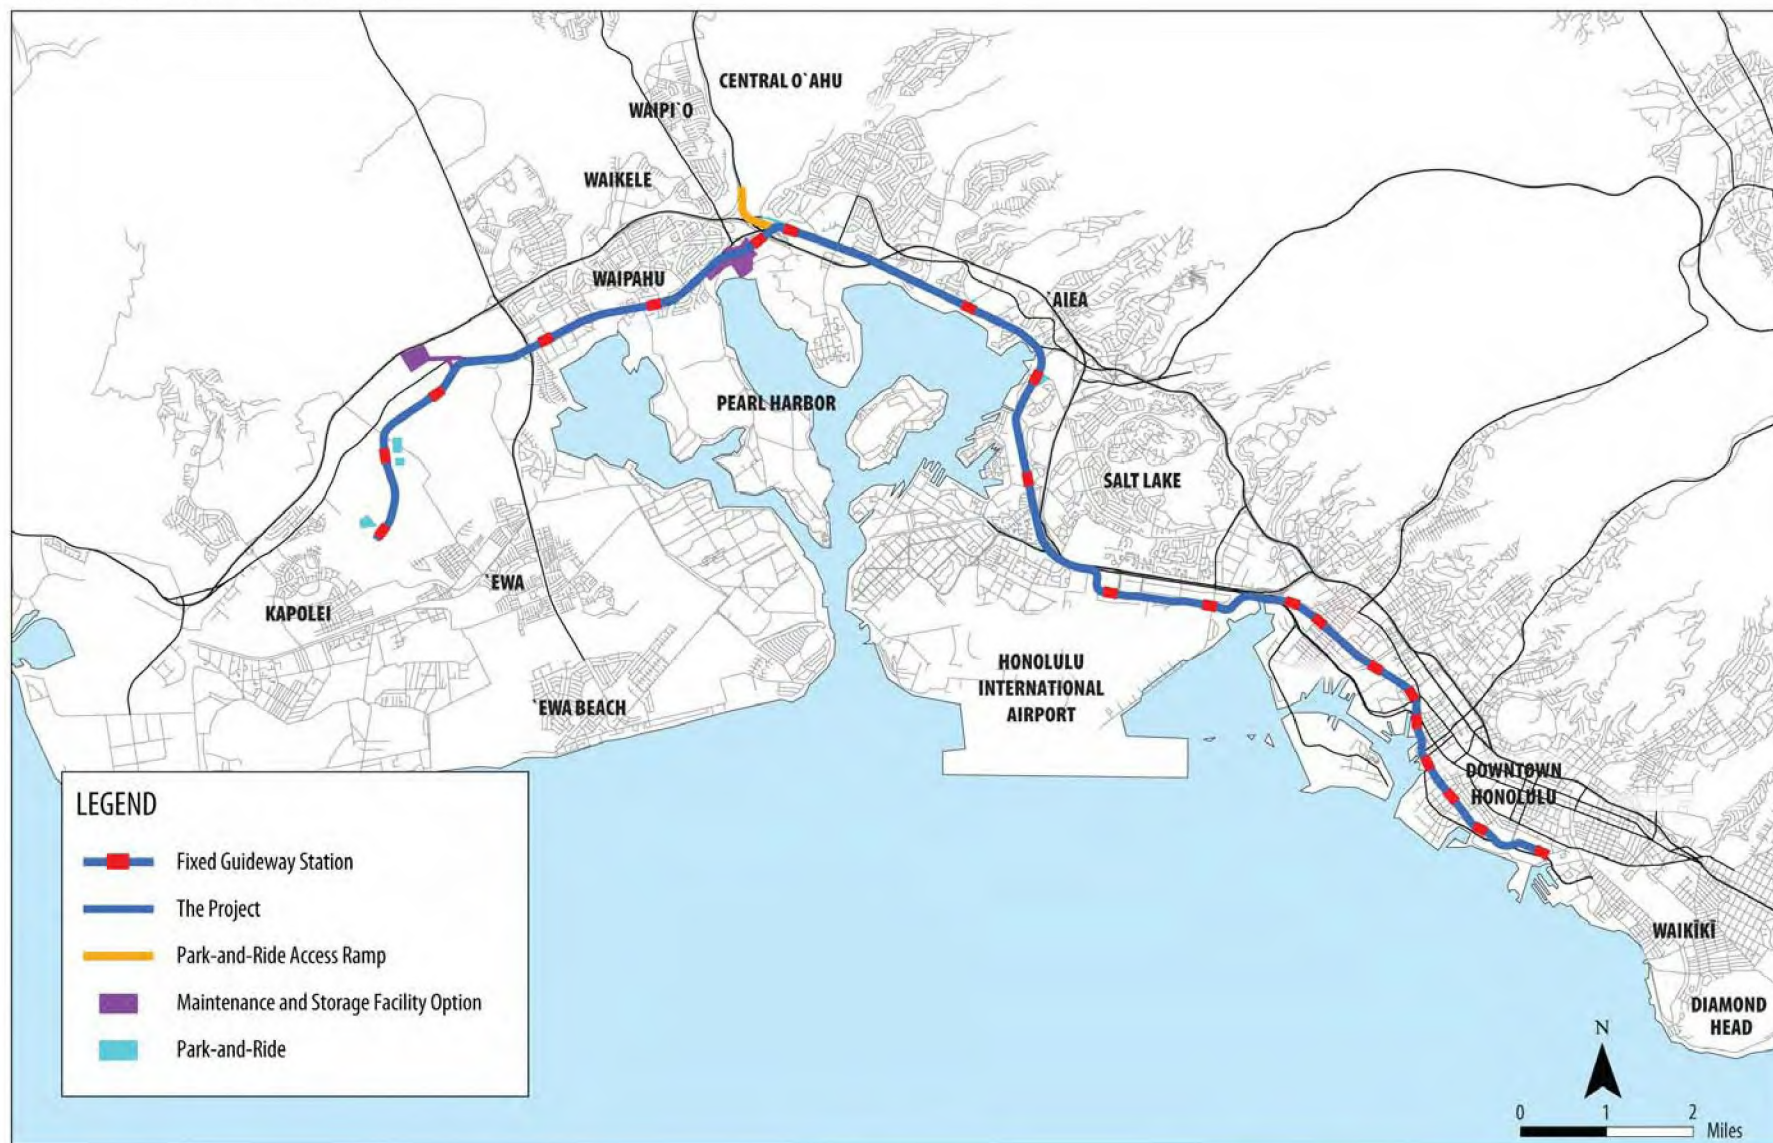 CENTRAL O`AHU
WAIPI`O
WAIKELE
WAIPAHU
`AIEA
PEARL HARBOR
SALT LAKE
`EWA
KAPOLEI
HONOLULU
INTERNATIONAL
AIRPORT
`EWA BEACH
DOWNTOWN
HONOLULU
WAIKĪKĪ
DIAMOND
HEAD
LEGEND
Fixed Guideway Station
The Project
Park-and-Ride Access Ramp
Maintenance and Storage Facility Option
Park-and-Ride
N
0 1 2
Miles